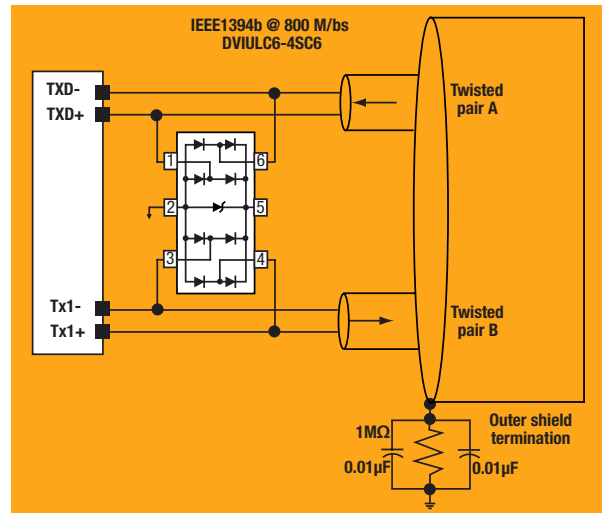 IEEE1394b @ 800 M/bs
DVIULC6-4SC6
TXD-
TXD+
Twisted
pair A
1
6
2
5
3
4
Tx1-
Tx1+
Twisted
pair B
Outer shield
termination
1MΩ
0.01µF
0.01µF